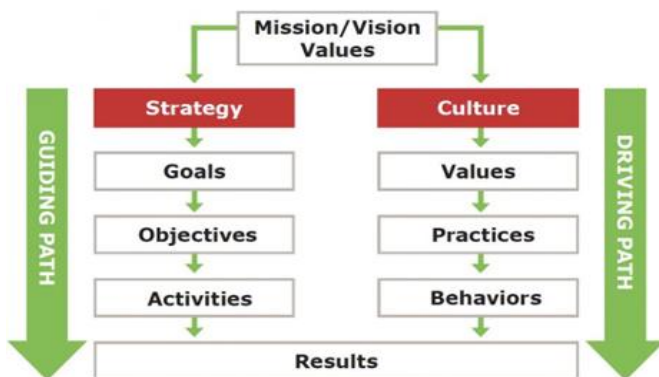 Mission/Vision
Values
Strategy
Culture
Goals
Values
Objectives
Practices
Activities
Behaviors
Results
GUIDING PATH
DRIVING PATH